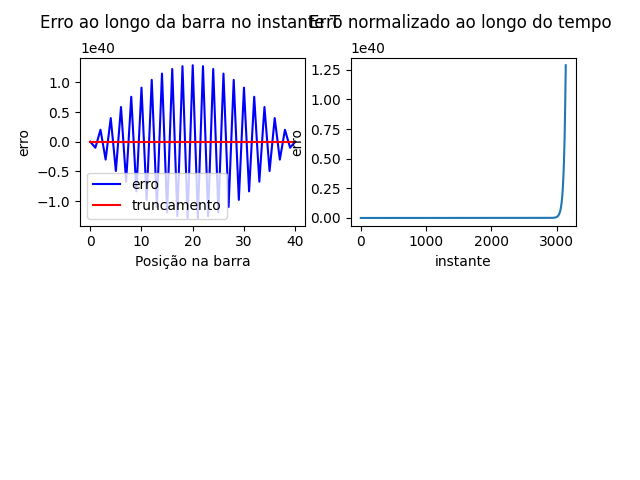 Erro ao longo da barra no instante T
Erro normalizado ao longo do tempo
1e40
1.0
0.5
0.0
−0.5
−1.0
erro
erro
truncamento
0
10
20
30
40
Posição na barra
1e40
1.25
1.00
0.75
0.50
0.25
0.00
erro
0
1000
2000
3000
instante